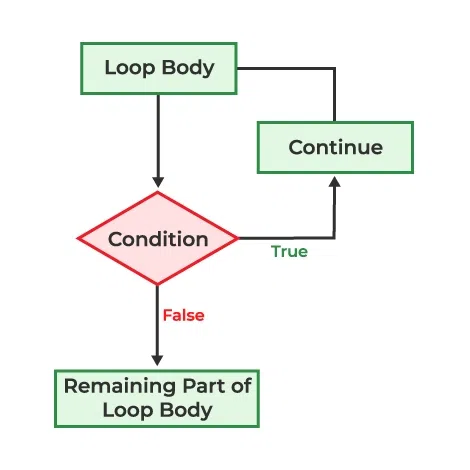 Loop Body
Continue
Condition
True
False
Remaining Part of
Loop Body